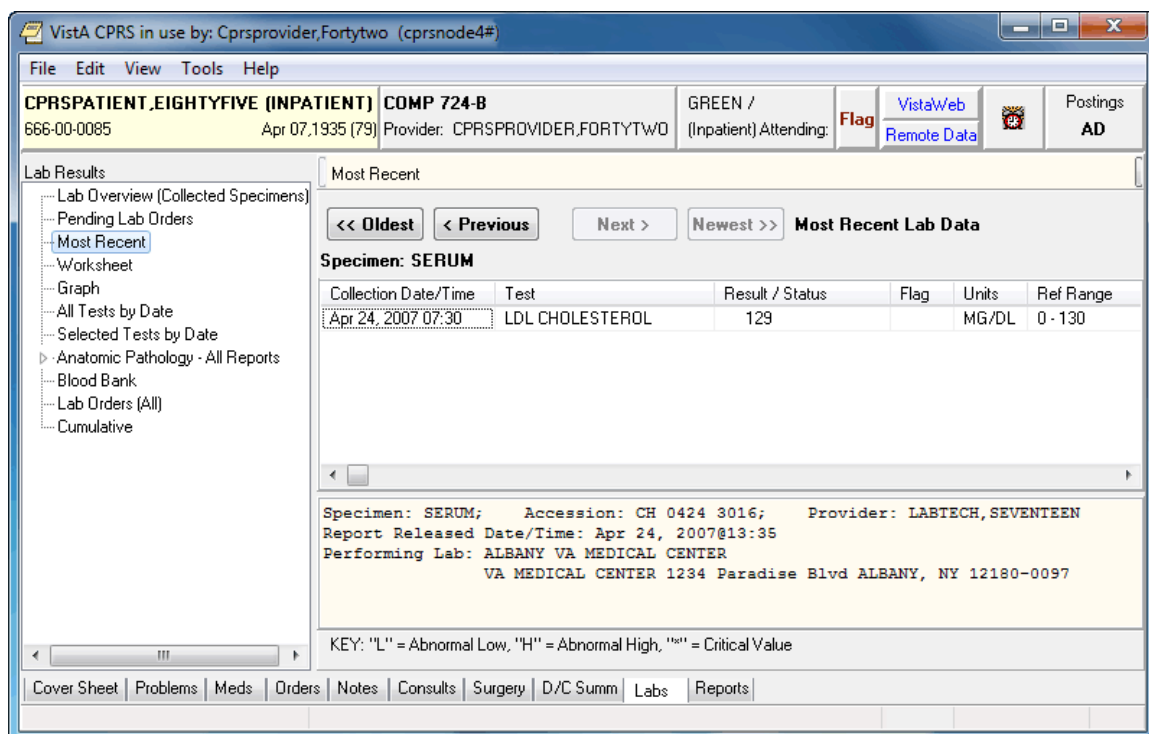 VistA CPRS in use by: Cprsprovider,Fortytwo (cprsnode4#)
File Edit View Tools Help
CPRSPATIENT,EIGHTYFIVE (INPATIENT) COMP 724-B GREEN / Flag VistaWeb Postings
666-00-0085 Apr 07,1935 (79) Provider: CPRSPROVIDER,FORTYTWO (Inpatient) Attending: Remote Data AD
Lab Results
Lab Overview (Collected Specimens)
Pending Lab Orders
Most Recent
Worksheet
Graph
All Tests by Date
Selected Tests by Date
Anatomic Pathology - All Reports
Blood Bank
Lab Orders (All)
Cumulative
Most Recent
<< Oldest < Previous Next > Newest >> Most Recent Lab Data
Specimen: SERUM
Collection Date/Time Test Result / Status Flag Units Ref Range
Apr 24, 2007 07:30 LDL CHOLESTEROL 129 MG/DL 0 - 130
Specimen: SERUM; Accession: CH 0424 3016; Provider: LABTECH,SEVENTEEN
Report Released Date/Time: Apr 24, 2007@13:35
Performing Lab: ALBANY VA MEDICAL CENTER
VA MEDICAL CENTER 1234 Paradise Blvd ALBANY, NY 12180-0097
KEY: "L" = Abnormal Low, "H" = Abnormal High, "*" = Critical Value
Cover Sheet Problems Meds Orders Notes Consults Surgery D/C Summ Labs Reports